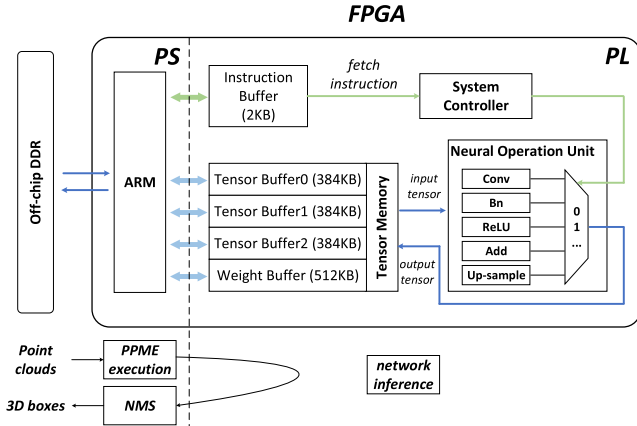 FPGA
PS
PL
Off-chip DDR
ARM
Instruction
Buffer
(2KB)
fetch
instruction
System
Controller
Tensor Buffer0 (384KB)
Tensor Buffer1 (384KB)
Tensor Buffer2 (384KB)
Weight Buffer (512KB)
Tensor Memory
input
tensor
output
tensor
Neural Operation Unit
Conv
Bn
ReLU
Add
Up-sample
0
1
...
Point
clouds
PPME
execution
3D boxes
NMS
network
inference